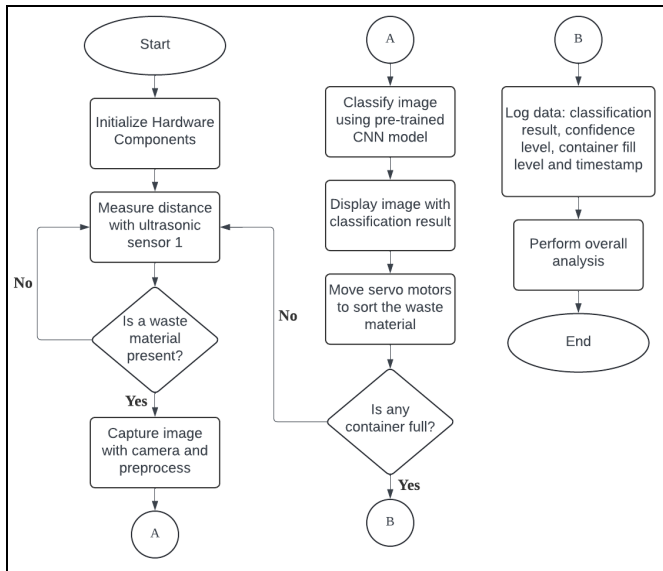 Start
Initialize Hardware
Components
Measure distance
with ultrasonic
sensor 1
No
Is a waste
material
present?
Yes
Capture image
with camera and
preprocess
A
A
Classify image
using pre-trained
CNN model
Display image with
classification result
Move servo motors
to sort the waste
material
No
Is any
container full?
Yes
B
B
Log data: classification
result, confidence
level, container fill
level and timestamp
Perform overall
analysis
End